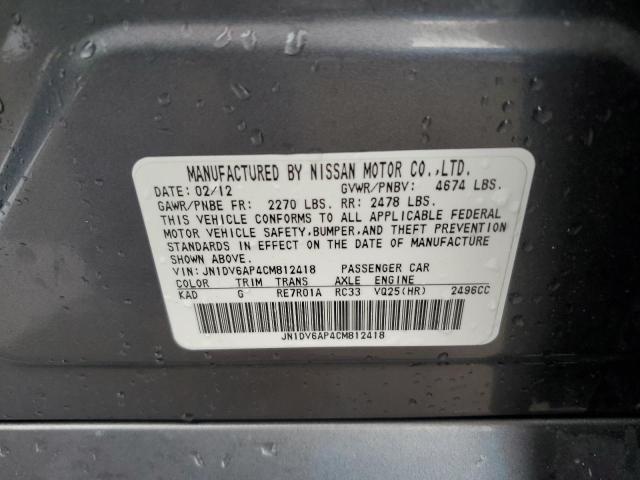 MANUFACTURED BY NISSAN MOTOR CO.,LTD.
DATE: 02/12 GVWR/PNBV: 4674 LBS.
GAWR/PNBE FR: 2270 LBS. RR: 2478 LBS.
THIS VEHICLE CONFORMS TO ALL APPLICABLE FEDERAL
MOTOR VEHICLE SAFETY,BUMPER,AND THEFT PREVENTION
STANDARDS IN EFFECT ON THE DATE OF MANUFACTURE
SHOWN ABOVE.
VIN: JN1DV6AP4CM812418 PASSENGER CAR
COLOR TRIM TRANS AXLE ENGINE
KAD G RE7R01A RC33 VQ25(HR) 2496CC
JN1DV6AP4CM812418